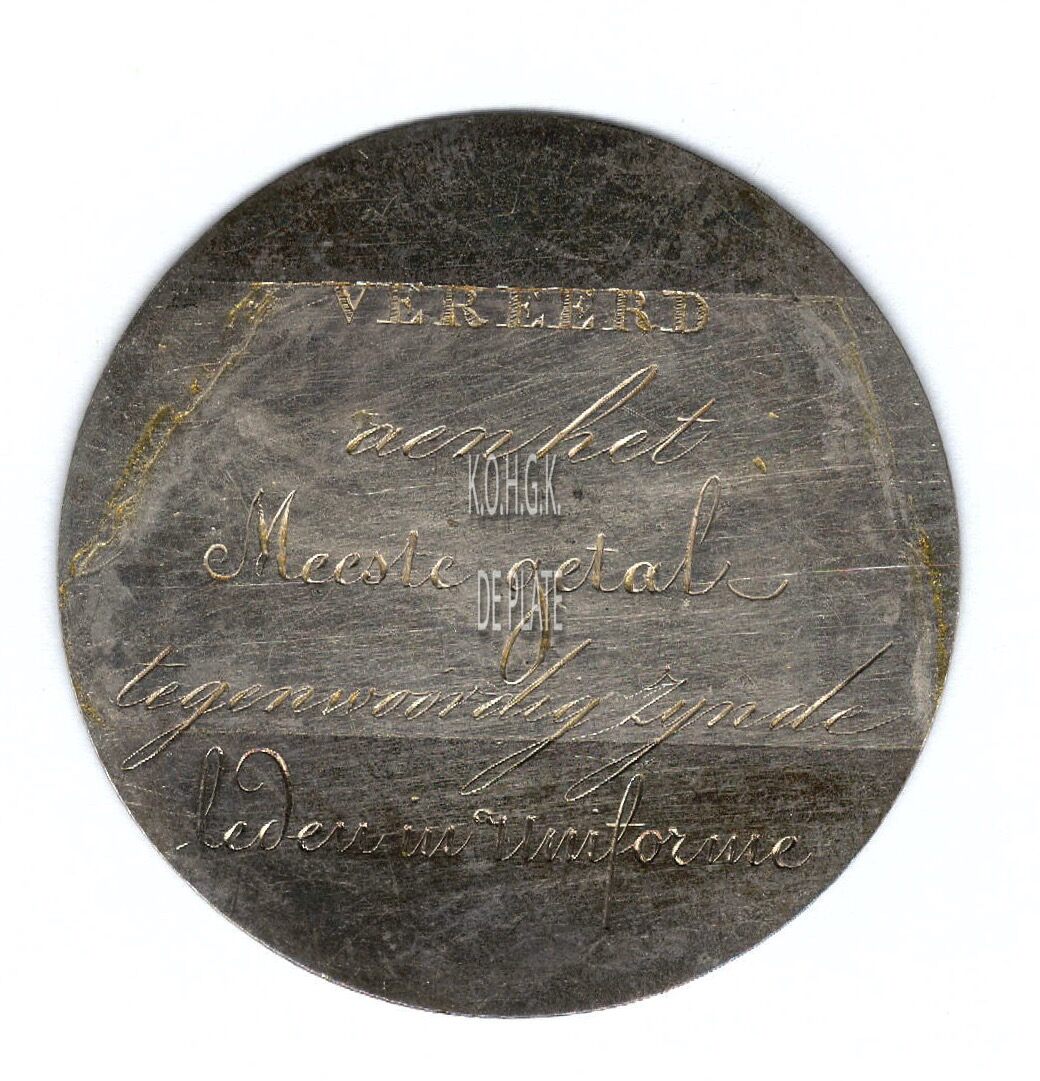 VEREERD
aen het
K.O.H.G.K.
Meeste getal
DE PLATE
tegenwoordig zynde
leden in Uniforme